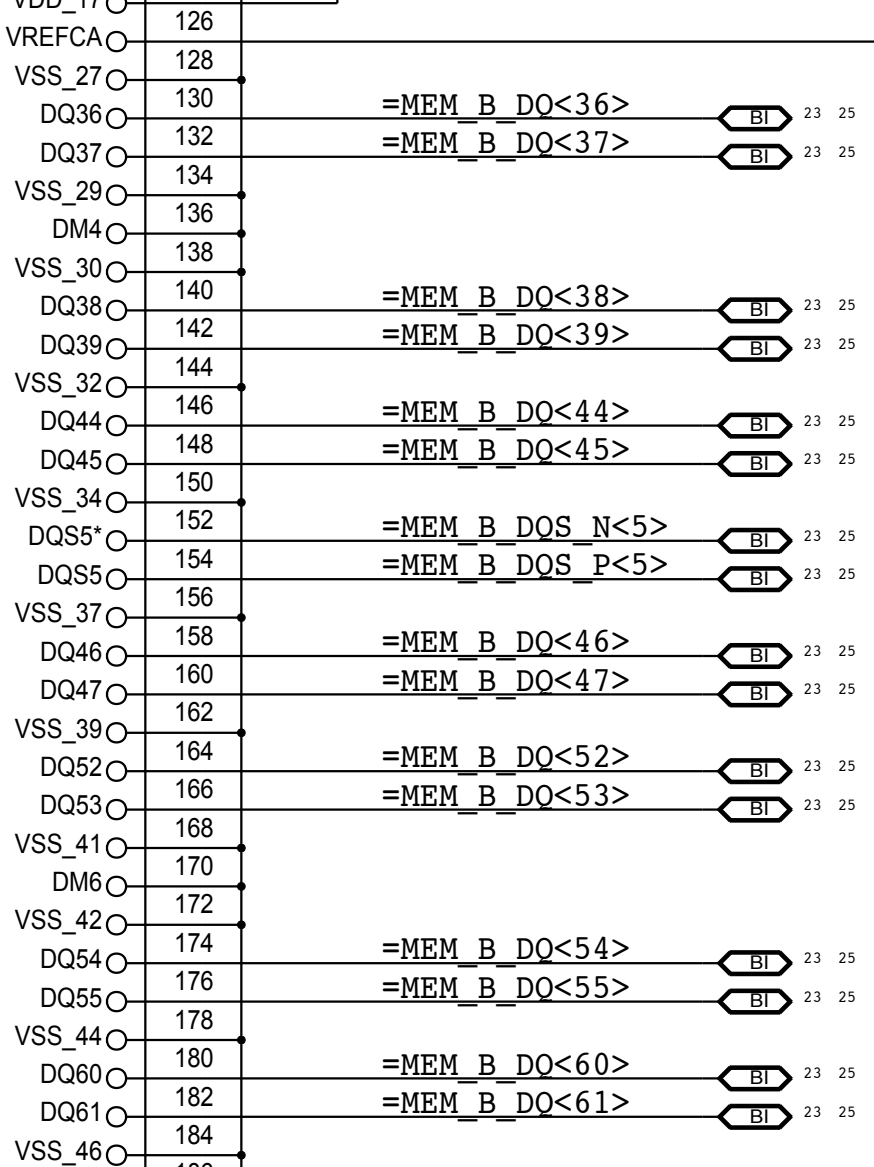 VDD_17
VREFCA 126
VSS_27 128
DQ36 130 =MEM_B_DQ<36> BI 23 25
DQ37 132 =MEM_B_DQ<37> BI 23 25
VSS_29 134
DM4 136
VSS_30 138
DQ38 140 =MEM_B_DQ<38> BI 23 25
DQ39 142 =MEM_B_DQ<39> BI 23 25
VSS_32 144
DQ44 146 =MEM_B_DQ<44> BI 23 25
DQ45 148 =MEM_B_DQ<45> BI 23 25
VSS_34 150
DQS5* 152 =MEM_B_DQS_N<5> BI 23 25
DQS5 154 =MEM_B_DQS_P<5> BI 23 25
VSS_37 156
DQ46 158 =MEM_B_DQ<46> BI 23 25
DQ47 160 =MEM_B_DQ<47> BI 23 25
VSS_39 162
DQ52 164 =MEM_B_DQ<52> BI 23 25
DQ53 166 =MEM_B_DQ<53> BI 23 25
VSS_41 168
DM6 170
VSS_42 172
DQ54 174 =MEM_B_DQ<54> BI 23 25
DQ55 176 =MEM_B_DQ<55> BI 23 25
VSS_44 178
DQ60 180 =MEM_B_DQ<60> BI 23 25
DQ61 182 =MEM_B_DQ<61> BI 23 25
VSS_46 184